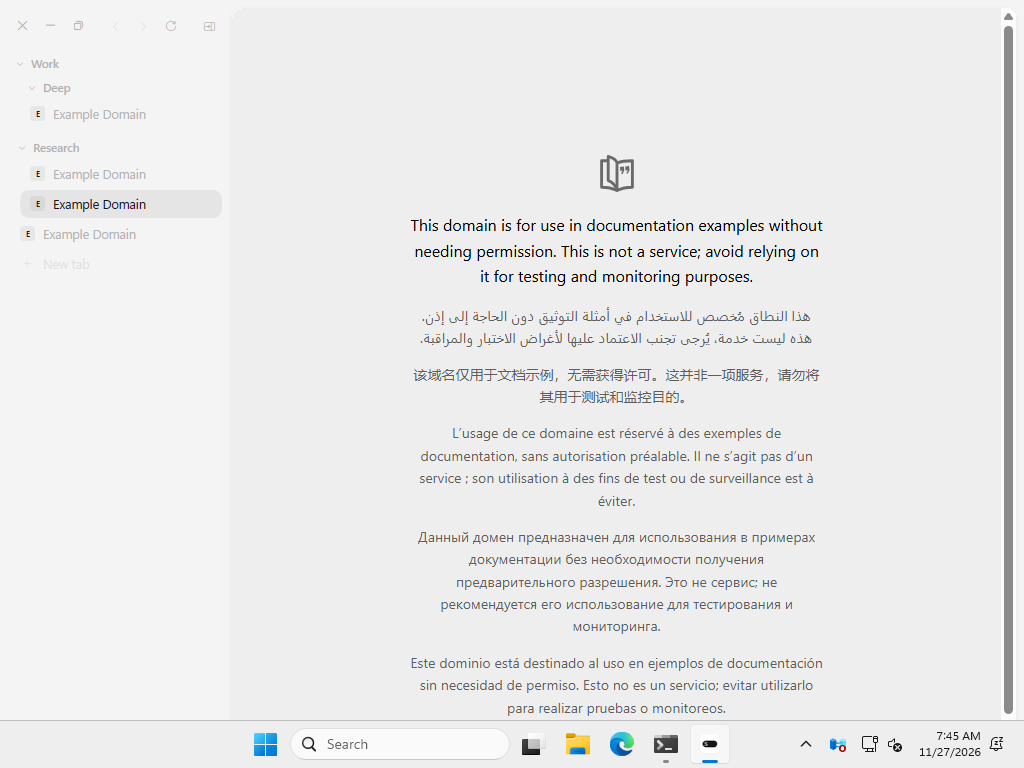 Work
Deep
E Example Domain
Research
E Example Domain
E Example Domain
E Example Domain
+ New tab
This domain is for use in documentation examples without
needing permission. This is not a service; avoid relying on
it for testing and monitoring purposes.
هذا النطاق مُخصص للاستخدام في أمثلة التوثيق دون الحاجة إلى إذن.
هذه ليست خدمة، يُرجى تجنب الاعتماد عليها لأغراض الاختبار والمراقبة.
该域名仅用于文档示例，无需获得许可。这并非一项服务，请勿将
其用于测试和监控目的。
L’usage de ce domaine est réservé à des exemples de
documentation, sans autorisation préalable. Il ne s’agit pas d’un
service ; son utilisation à des fins de test ou de surveillance est à
éviter.
Данный домен предназначен для использования в примерах
документации без необходимости получения
предварительного разрешения. Это не сервис; не
рекомендуется его использование для тестирования и
мониторинга.
Este dominio está destinado al uso en ejemplos de documentación
sin necesidad de permiso. Esto no es un servicio; evitar utilizarlo
para realizar pruebas o monitoreos.
Search
7:45 AM
11/27/2026